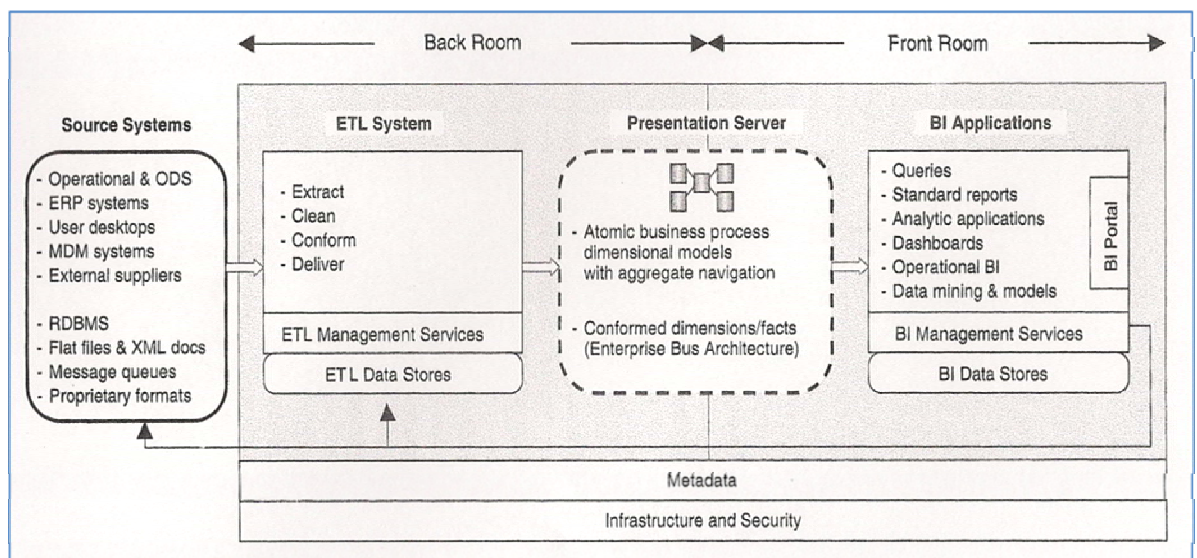 Back Room
Front Room
Source Systems
- Operational & ODS
- ERP systems
- User desktops
- MDM systems
- External suppliers
- RDBMS
- Flat files & XML docs
- Message queues
- Proprietary formats
ETL System
- Extract
- Clean
- Conform
- Deliver
ETL Management Services
ETL Data Stores
Presentation Server
- Atomic business process
dimensional models
with aggregate navigation
- Conformed dimensions/facts
(Enterprise Bus Architecture)
BI Applications
- Queries
- Standard reports
- Analytic applications
- Dashboards
- Operational BI
- Data mining & models
BI Portal
BI Management Services
BI Data Stores
Metadata
Infrastructure and Security